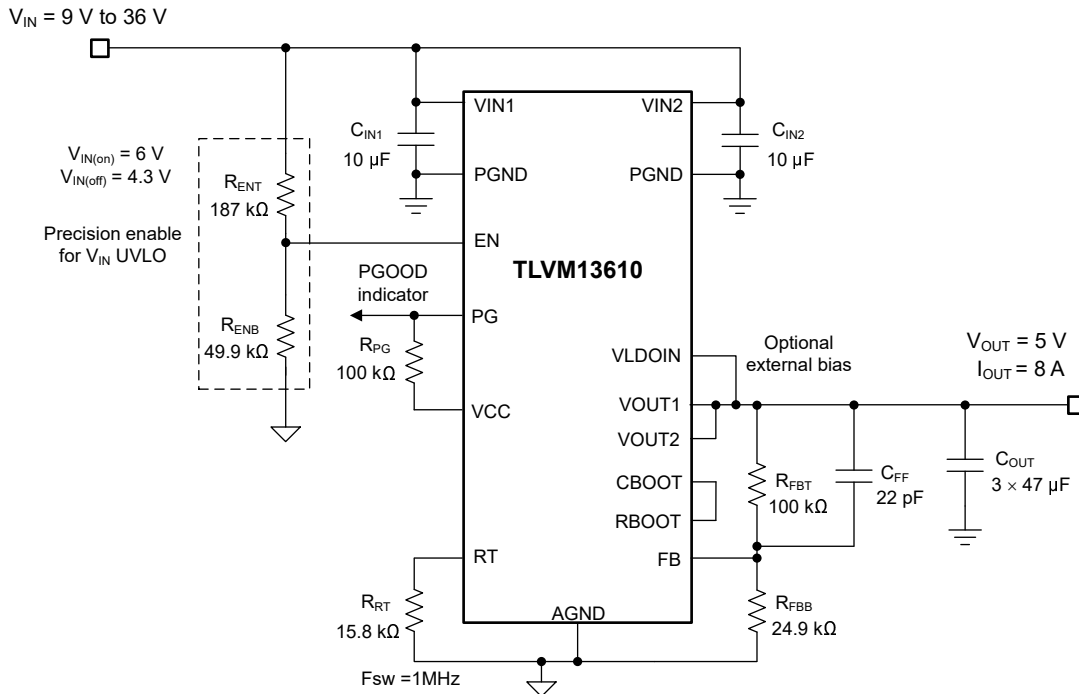 V_IN = 9 V to 36 V
VIN1
VIN2
C_IN1
10 µF
C_IN2
10 µF
PGND
PGND
V_IN(on) = 6 V
V_IN(off) = 4.3 V
R_ENT
187 kΩ
Precision enable
for V_IN UVLO
EN
TLVM13610
PGOOD
indicator
PG
R_ENB
49.9 kΩ
R_PG
100 kΩ
VCC
VLDOIN
Optional
external bias
V_OUT = 5 V
I_OUT = 8 A
VOUT1
VOUT2
CBOOT
RBOOT
R_FBT
100 kΩ
C_FF
22 pF
C_OUT
3 × 47 µF
RT
FB
R_RT
15.8 kΩ
AGND
R_FBB
24.9 kΩ
Fsw =1MHz